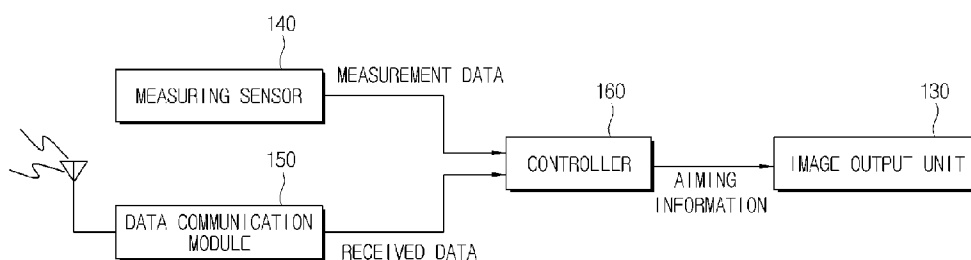 140
MEASURING SENSOR
MEASUREMENT DATA
160
CONTROLLER
130
IMAGE OUTPUT UNIT
AIMING
INFORMATION
150
DATA COMMUNICATION
MODULE
RECEIVED DATA